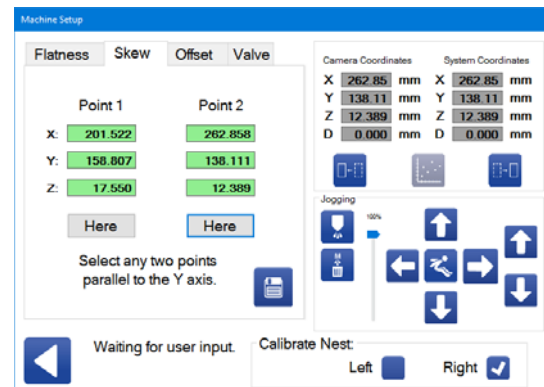 Machine Setup
Flatness Skew Offset Valve
Point 1 Point 2
X: 201.522 262.858
Y: 158.807 138.111
Z: 17.550 12.389
Here Here
Select any two points
parallel to the Y axis.
Camera Coordinates System Coordinates
X 262.85 mm X 262.85 mm
Y 138.11 mm Y 138.11 mm
Z 12.389 mm Z 12.389 mm
D 0.000 mm D 0.000 mm
Jogging
100%
Waiting for user input.
Calibrate Nest:
Left Right